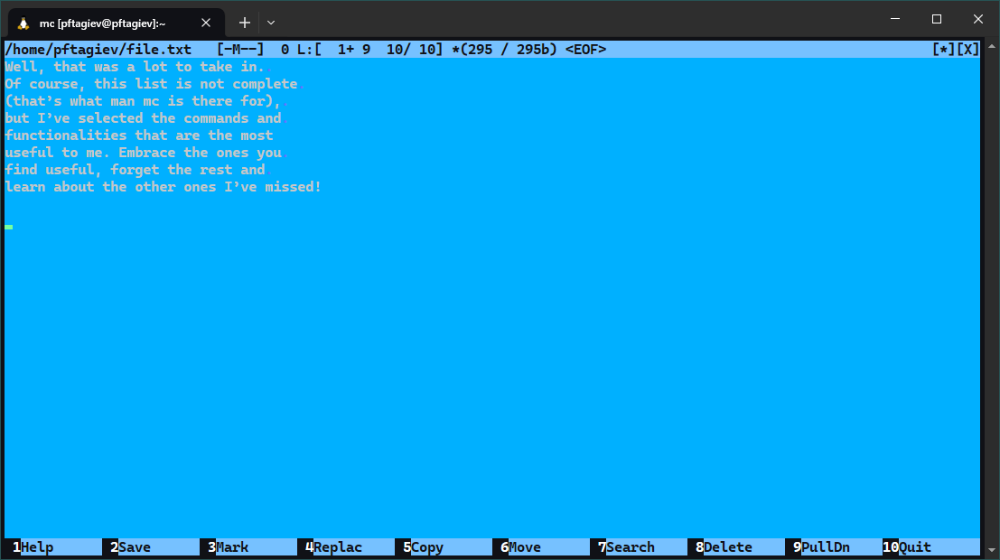 mc [pftagiev@pftagiev]:~
/home/pftagiev/file.txt   [-M--]  0 L:[  1+ 9  10/ 10] *(295 / 295b) <EOF>   [*][X]
Well, that was a lot to take in.
Of course, this list is not complete
(that’s what man mc is there for),
but I’ve selected the commands and
functionalities that are the most
useful to me. Embrace the ones you
find useful, forget the rest and
learn about the other ones I’ve missed!
1Help 2Save 3Mark 4Replac 5Copy 6Move 7Search 8Delete 9PullDn 10Quit